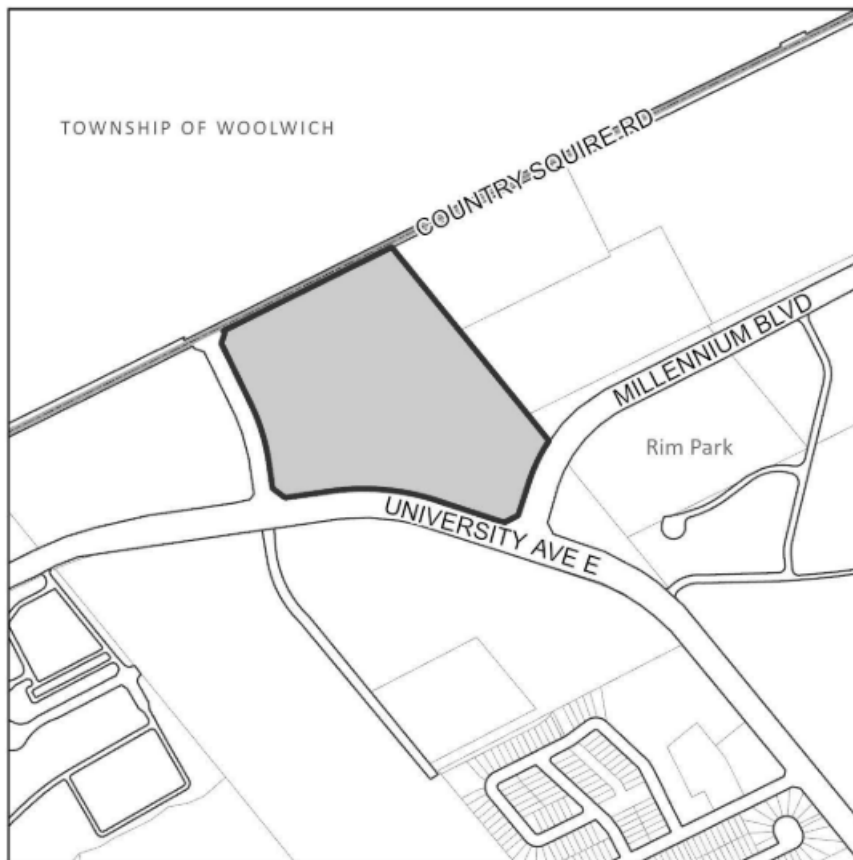 TOWNSHIP OF WOOLWICH
COUNTRY SQUIRE RD
MILLENNIUM BLVD
Rim Park
UNIVERSITY AVE E